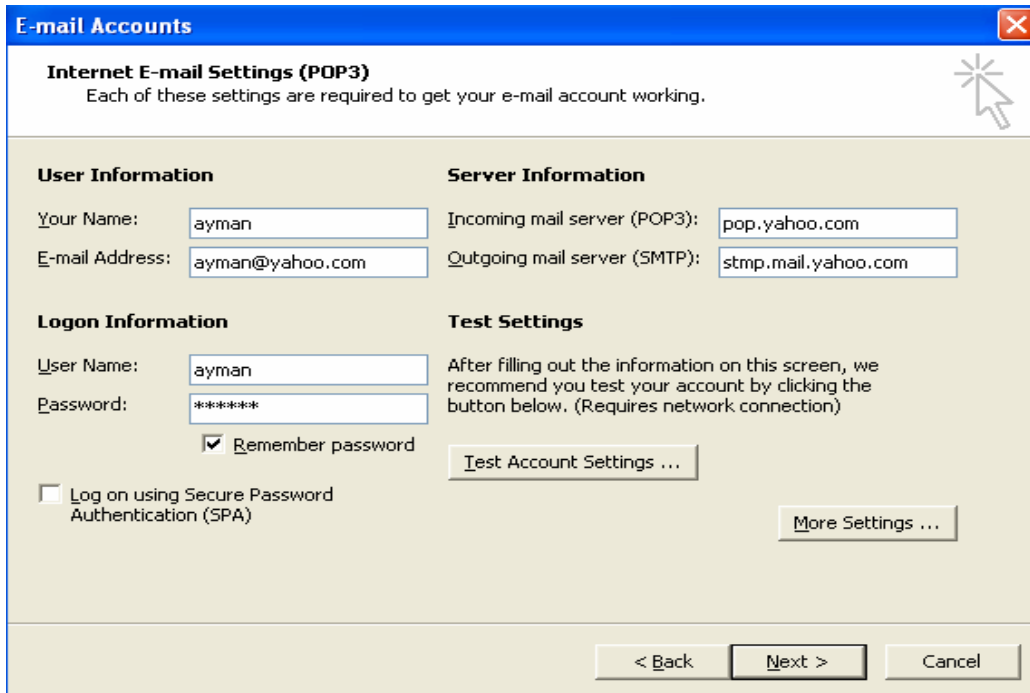 E-mail Accounts
Internet E-mail Settings (POP3)
Each of these settings are required to get your e-mail account working.
User Information
Your Name: ayman
E-mail Address: ayman@yahoo.com
Server Information
Incoming mail server (POP3): pop.yahoo.com
Outgoing mail server (SMTP): stmp.mail.yahoo.com
Logon Information
User Name: ayman
Password: ******
Remember password
Log on using Secure Password
Authentication (SPA)
Test Settings
After filling out the information on this screen, we
recommend you test your account by clicking the
button below. (Requires network connection)
Test Account Settings ...
More Settings ...
< Back
Next >
Cancel